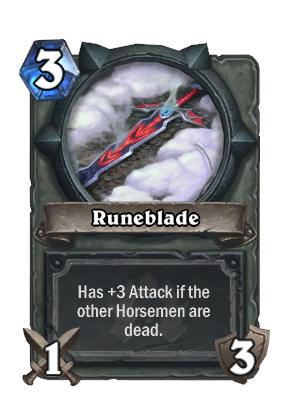 3
Runeblade
Has +3 Attack if the
other Horsemen are
dead.
1
3